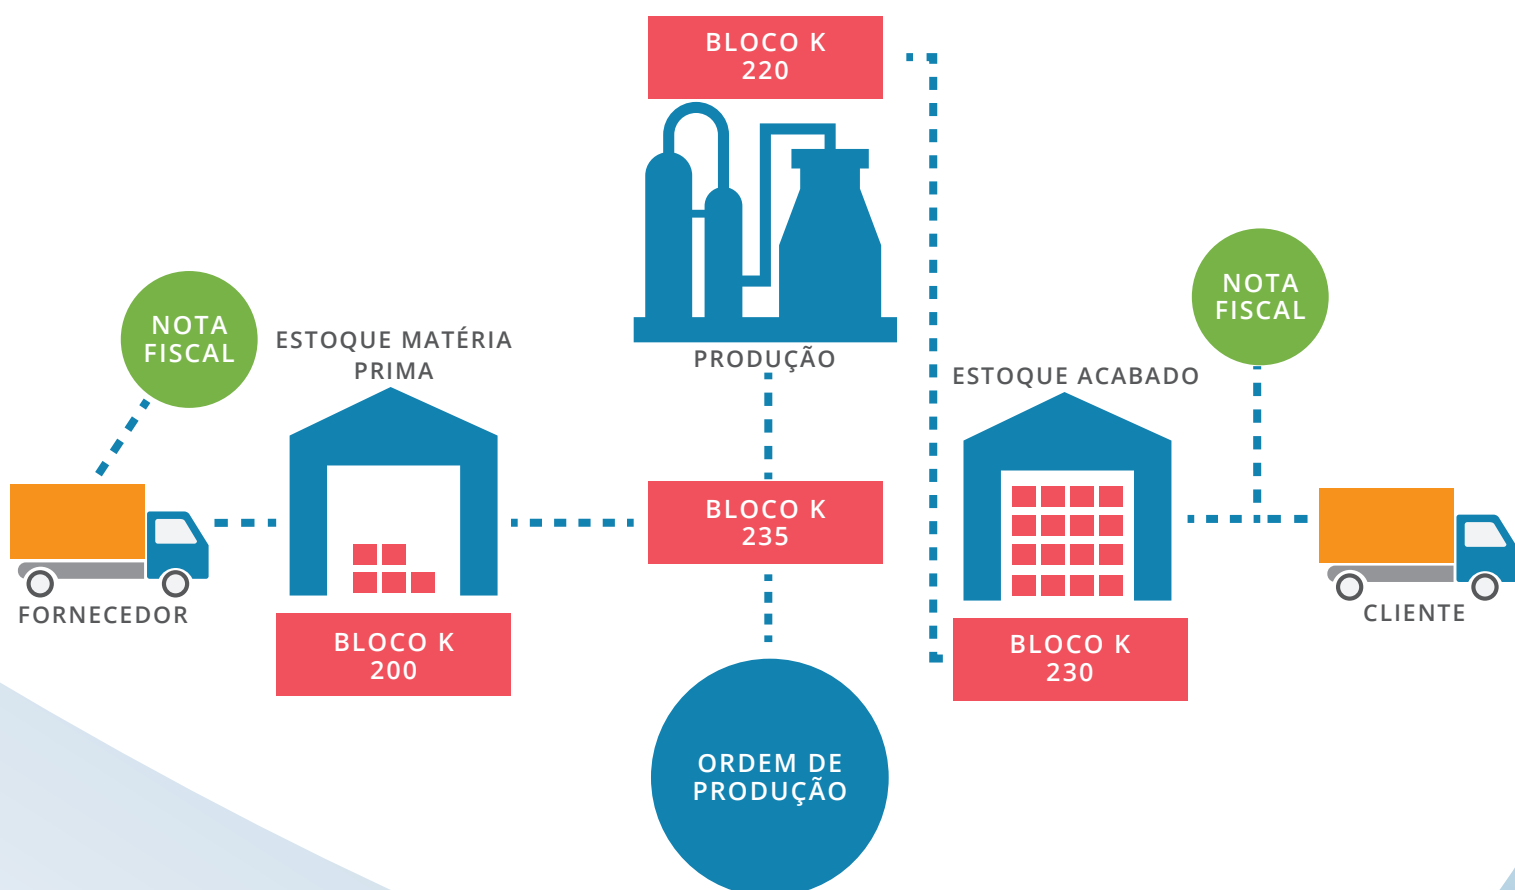 BLOCO K
220
NOTA
FISCAL
ESTOQUE MATÉRIA
PRIMA
FORNECEDOR
BLOCO K
200
PRODUÇÃO
BLOCO K
235
ORDEM DE
PRODUÇÃO
ESTOQUE ACABADO
BLOCO K
230
NOTA
FISCAL
CLIENTE